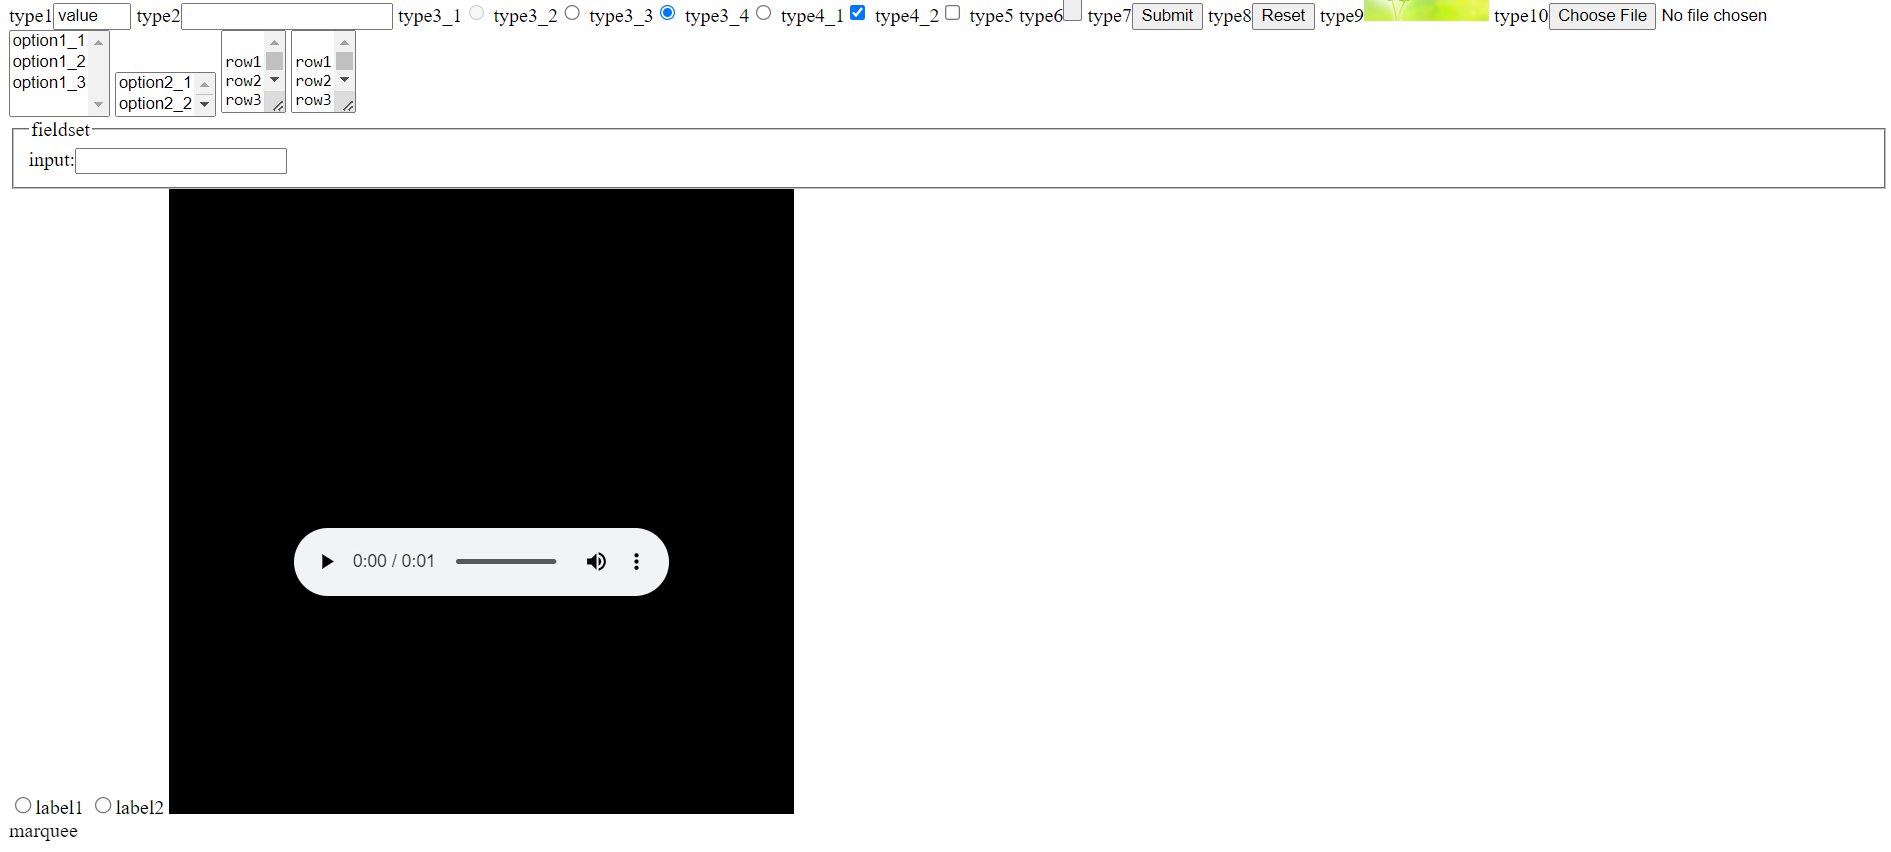 type1 value type2 type3_1 type3_2 type3_3 type3_4 type4_1 type4_2 type5 type6 type7 Submit type8 Reset type9 type10 Choose File No file chosen
option1_1
option1_2
option1_3
option2_1
option2_2
row1
row2
row3
row1
row2
row3
fieldset
input:
0:00 / 0:01
label1 label2
marquee